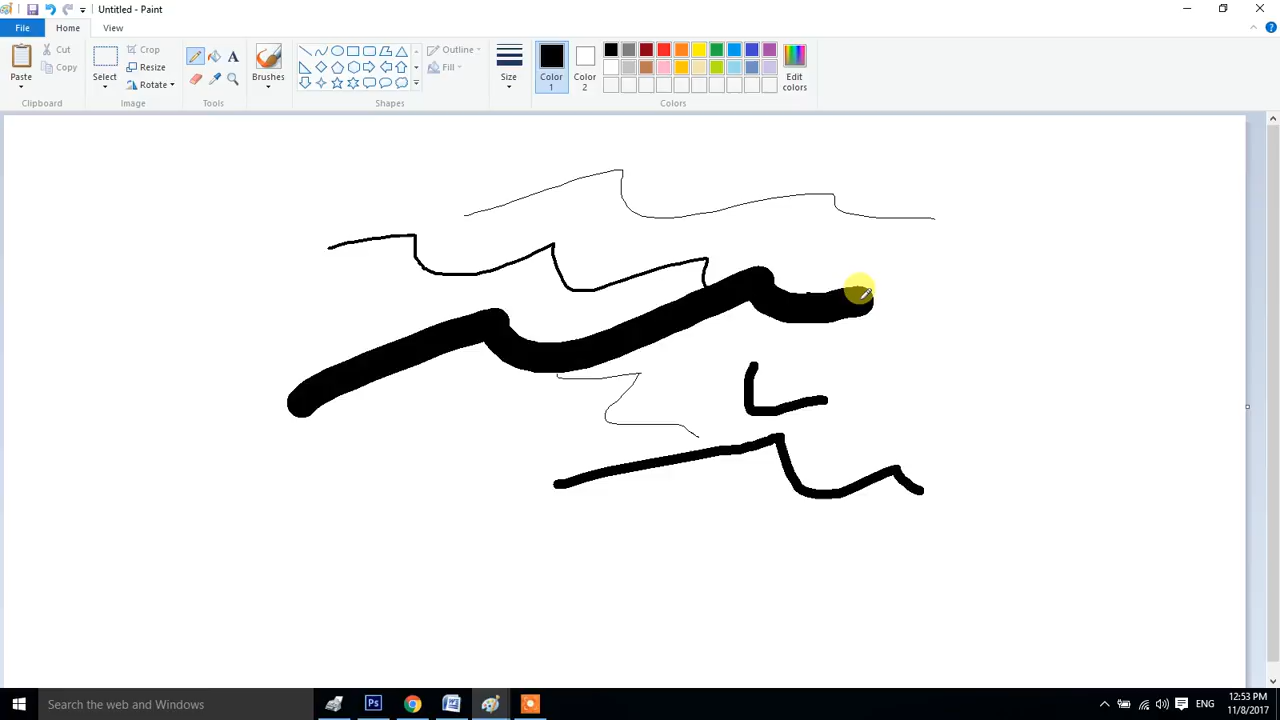 Untitled - Paint
File Home View
Paste
Cut
Copy
Clipboard
Select
Crop
Resize
Rotate
Image
A
Tools
Brushes
Outline
Fill
Shapes
Size
Color 1
Color 2
Edit colors
Colors
Search the web and Windows
Ps
ENG
12:53 PM
11/8/2017